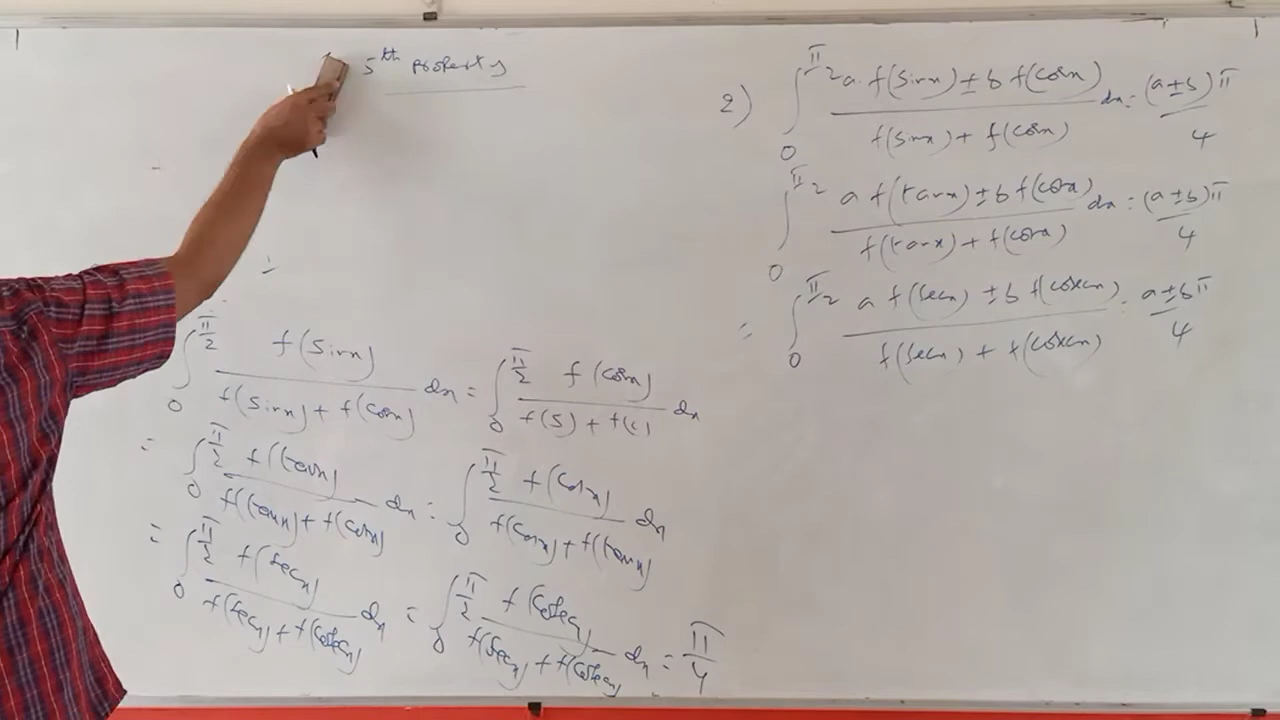 5th property
∫₀^(π/2) f(sinx) / (f(sinx) + f(cosx)) dx = ∫₀^(π/2) f(cosx) / (f(s) + f(c)) dx
= ∫₀^(π/2) f(tanx) / (f(tanx) + f(cotx)) dx = ∫₀^(π/2) f(cotx) / (f(cotx) + f(tanx)) dx
= ∫₀^(π/2) f(secx) / (f(secx) + f(cosecx)) dx = ∫₀^(π/2) f(cosecx) / (f(secx) + f(cosecx)) dx = π/4
2) ∫₀^(π/2) (a. f(sinx) ± b f(cosx)) / (f(sinx) + f(cosx)) dx = (a ± b)π / 4
∫₀^(π/2) (a f(tanx) ± b f(cotx)) / (f(tanx) + f(cotx)) dx = (a ± b)π / 4
= ∫₀^(π/2) (a f(secx) ± b f(cosecx)) / (f(secx) + f(cosecx)) = a ± b π / 4